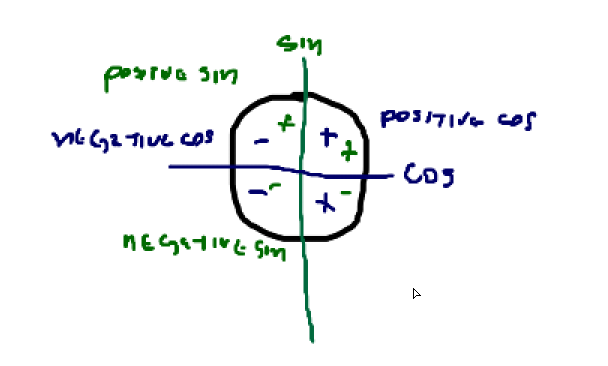 sin
positive sin
positive cos
negative cos
+ +
- +
cos
- - + -
negative sin